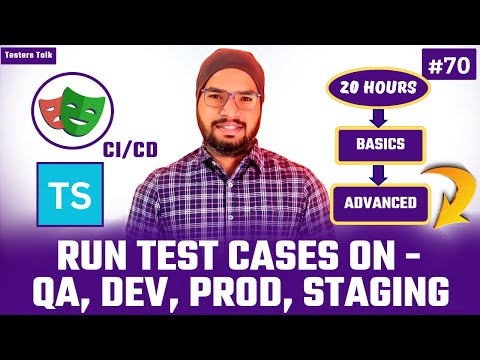 Testers Talk
#70
CI/CD
TS
20 HOURS
BASICS
ADVANCED
RUN TEST CASES ON -
QA, DEV, PROD, STAGING